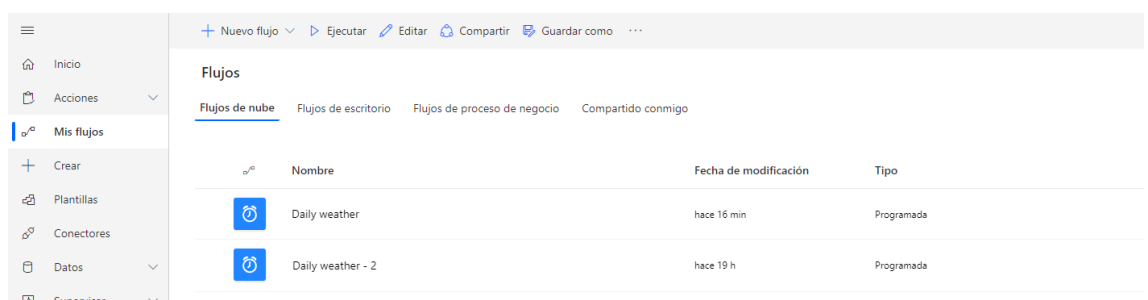 Nuevo flujo Ejecutar Editar Compartir Guardar como ...
Inicio
Acciones
Mis flujos
Crear
Plantillas
Conectores
Datos
Flujos
Flujos de nube Flujos de escritorio Flujos de proceso de negocio Compartido conmigo
Nombre Fecha de modificación Tipo
Daily weather hace 16 min Programada
Daily weather - 2 hace 19 h Programada